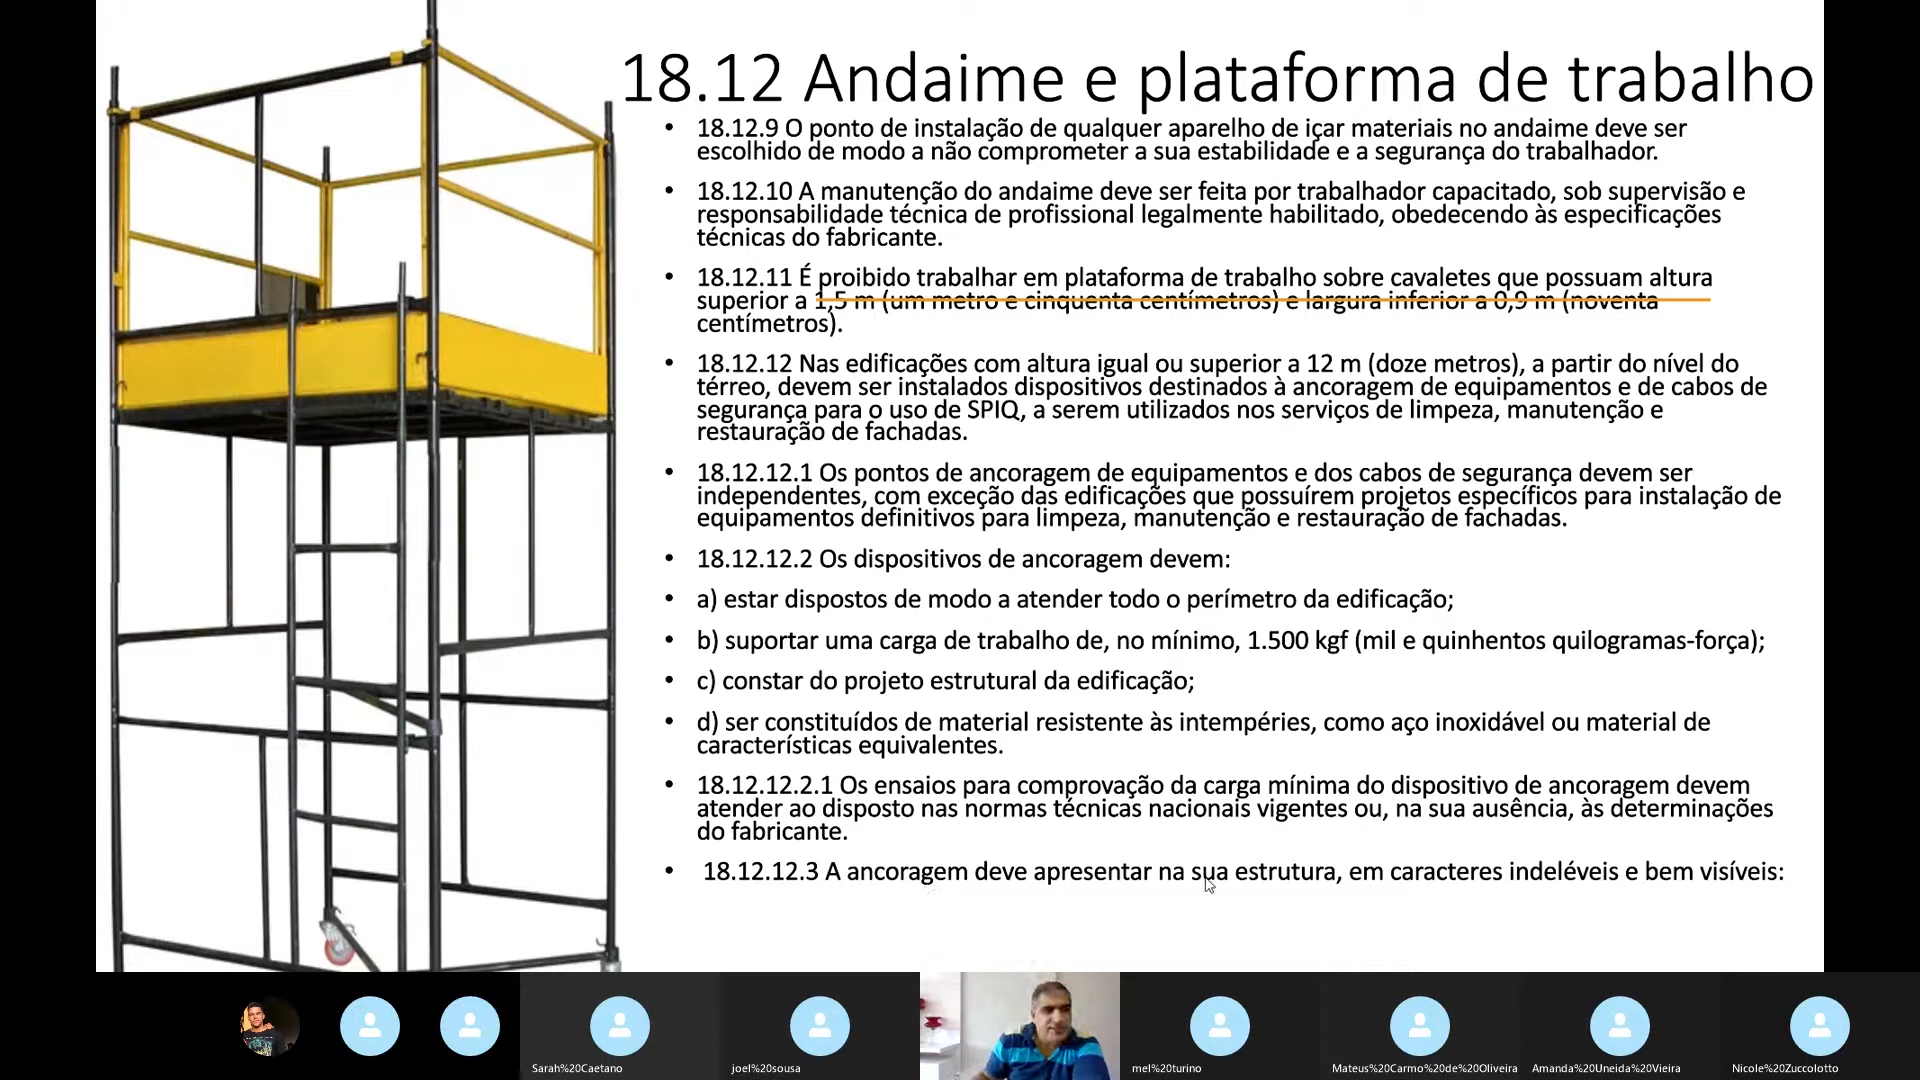 18.12 Andaime e plataforma de trabalho
• 18.12.9 O ponto de instalação de qualquer aparelho de içar materiais no andaime deve ser
escolhido de modo a não comprometer a sua estabilidade e a segurança do trabalhador.
• 18.12.10 A manutenção do andaime deve ser feita por trabalhador capacitado, sob supervisão e
responsabilidade técnica de profissional legalmente habilitado, obedecendo às especificações
técnicas do fabricante.
• 18.12.11 É proibido trabalhar em plataforma de trabalho sobre cavaletes que possuam altura
superior a 1,5 m (um metro e cinquenta centímetros) e largura inferior a 0,9 m (noventa
centímetros).
• 18.12.12 Nas edificações com altura igual ou superior a 12 m (doze metros), a partir do nível do
térreo, devem ser instalados dispositivos destinados à ancoragem de equipamentos e de cabos de
segurança para o uso de SPIQ, a serem utilizados nos serviços de limpeza, manutenção e
restauração de fachadas.
• 18.12.12.1 Os pontos de ancoragem de equipamentos e dos cabos de segurança devem ser
independentes, com exceção das edificações que possuírem projetos específicos para instalação de
equipamentos definitivos para limpeza, manutenção e restauração de fachadas.
• 18.12.12.2 Os dispositivos de ancoragem devem:
• a) estar dispostos de modo a atender todo o perímetro da edificação;
• b) suportar uma carga de trabalho de, no mínimo, 1.500 kgf (mil e quinhentos quilogramas-força);
• c) constar do projeto estrutural da edificação;
• d) ser constituídos de material resistente às intempéries, como aço inoxidável ou material de
características equivalentes.
• 18.12.12.2.1 Os ensaios para comprovação da carga mínima do dispositivo de ancoragem devem
atender ao disposto nas normas técnicas nacionais vigentes ou, na sua ausência, às determinações
do fabricante.
• 18.12.12.3 A ancoragem deve apresentar na sua estrutura, em caracteres indeléveis e bem visíveis:
Sarah%20Caetano
joel%20sousa
mel%20turino
Mateus%20Carmo%20de%20Oliveira
Amanda%20Uneida%20Vieira
Nicole%20Zuccolotto